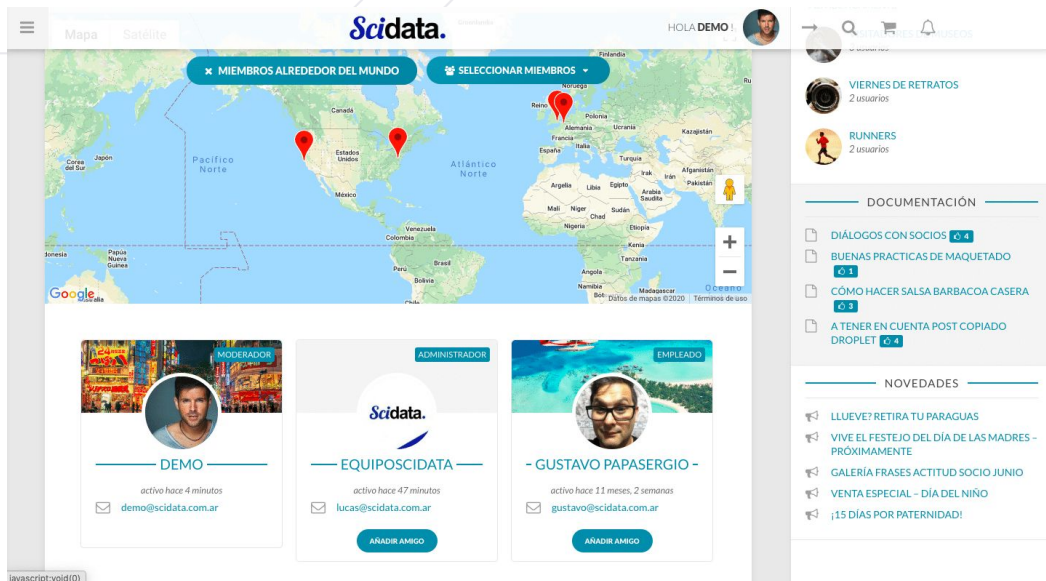 Mapa Satélite
Scidata.
HOLA DEMO !
MIEMBROS ALREDEDOR DEL MUNDO
SELECCIONAR MIEMBROS
Finlandia
Noruega
Reino
Polonia
Canadá
Alemania
Ucrania
Kazajistán
Francia
España
Italia
Turquía
Estados
Unidos
Corea
del Sur
Japón
Pacífico
Norte
Atlántico
Norte
Irak
Irán
Afganistán
Pakistán
México
Argelia
Libia
Egipto
Arabia
Saudita
Mali
Níger
Chad
Sudán
Nigeria
Etiopía
Venezuela
Colombia
Kenia
donesia
Papúa
Nueva
Guinea
Tanzania
Perú
Brasil
Bolivia
Angola
Namibia
Madagascar
Océano
Chile
Google
Datos de mapas ©2020
Términos de uso
MODERADOR
DEMO
activo hace 4 minutos
demo@scidata.com.ar
ADMINISTRADOR
Scidata.
EQUIPOSCIDATA
activo hace 47 minutos
lucas@scidata.com.ar
AÑADIR AMIGO
EMPLEADO
GUSTAVO PAPASERGIO
activo hace 11 meses, 2 semanas
gustavo@scidata.com.ar
AÑADIR AMIGO
VIERNES DE RETRATOS
2 usuarios
RUNNERS
2 usuarios
DOCUMENTACIÓN
DIÁLOGOS CON SOCIOS 4
BUENAS PRACTICAS DE MAQUETADO
1
CÓMO HACER SALSA BARBACOA CASERA
3
A TENER EN CUENTA POST COPIADO
DROPLET 4
NOVEDADES
LLUEVE? RETIRA TU PARAGUAS
VIVE EL FESTEJO DEL DÍA DE LAS MADRES –
PRÓXIMAMENTE
GALERÍA FRASES ACTITUD SOCIO JUNIO
VENTA ESPECIAL – DÍA DEL NIÑO
¡15 DÍAS POR PATERNIDAD!
javascript:void(0)